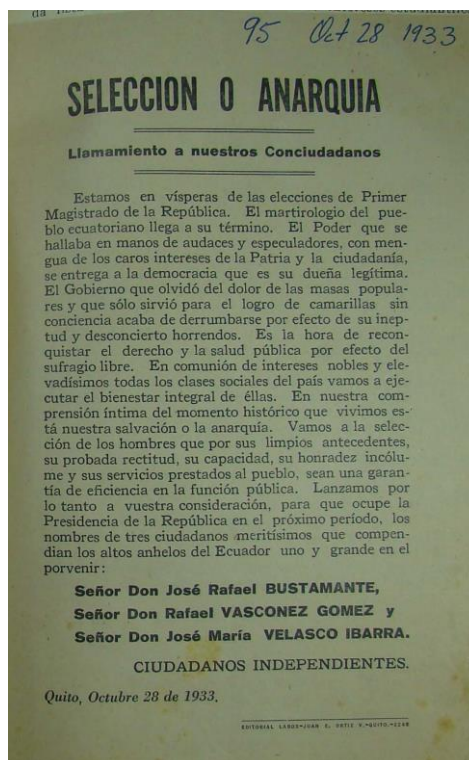 95 Oct 28 1933
SELECCION O ANARQUIA
Llamamiento a nuestros Conciudadanos
Estamos en vísperas de las elecciones de Primer
Magistrado de la República. El martirologio del pue-
blo ecuatoriano llega a su término. El Poder que se
hallaba en manos de audaces y especuladores, con men-
gua de los caros intereses de la Patria y la ciudadanía,
se entrega a la democracia que es su dueña legítima.
El Gobierno que olvidó del dolor de las masas popula-
res y que sólo sirvió para el logro de camarillas sin
conciencia acaba de derrumbarse por efecto de su inep-
tud y desconcierto horrendos. Es la hora de recon-
quistar el derecho y la salud pública por efecto del
sufragio libre. En comunión de intereses nobles y ele-
vadísimos todas los clases sociales del país vamos a eje-
cutar el bienestar integral de éllas. En nuestra com-
prensión íntima del momento histórico que vivimos es-
tá nuestra salvación o la anarquía. Vamos a la selec-
ción de los hombres que por sus limpios antecedentes,
su probada rectitud, su capacidad, su honradez incólu-
me y sus servicios prestados al pueblo, sean una garan-
tía de eficiencia en la función pública. Lanzamos por
lo tanto a vuestra consideración, para que ocupe la
Presidencia de la República en el próximo período, los
nombres de tres ciudadanos meritísimos que compen-
dian los altos anhelos del Ecuador uno y grande en el
porvenir:
Señor Don José Rafael BUSTAMANTE,
Señor Don Rafael VASCONEZ GOMEZ y
Señor Don José María VELASCO IBARRA.
CIUDADANOS INDEPENDIENTES.
Quito, Octubre 28 de 1933.
EDITORIAL LABOR-JUAN E. ORTIZ V.-QUITO.